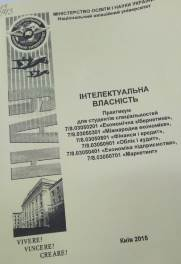 МІНІСТЕРСТВО ОСВІТИ І НАУКИ УКРАЇНИ
Національний авіаційний університет
НАУ
ІНТЕЛЕКТУАЛЬНА
ВЛАСНІСТЬ
Практикум
для студентів спеціальностей
7/8.03050201 «Економічна кібернетика»,
7/8.03050301 «Міжнародна економіка»,
7/8.03050801 «Фінанси і кредит»,
7/8.03050901 «Облік і аудит»,
7/8.03050401 «Економіка підприємства»,
7/8.03050701 «Маркетинг»
VIVERE!
VINCERE!
CREARE!
Київ 2015